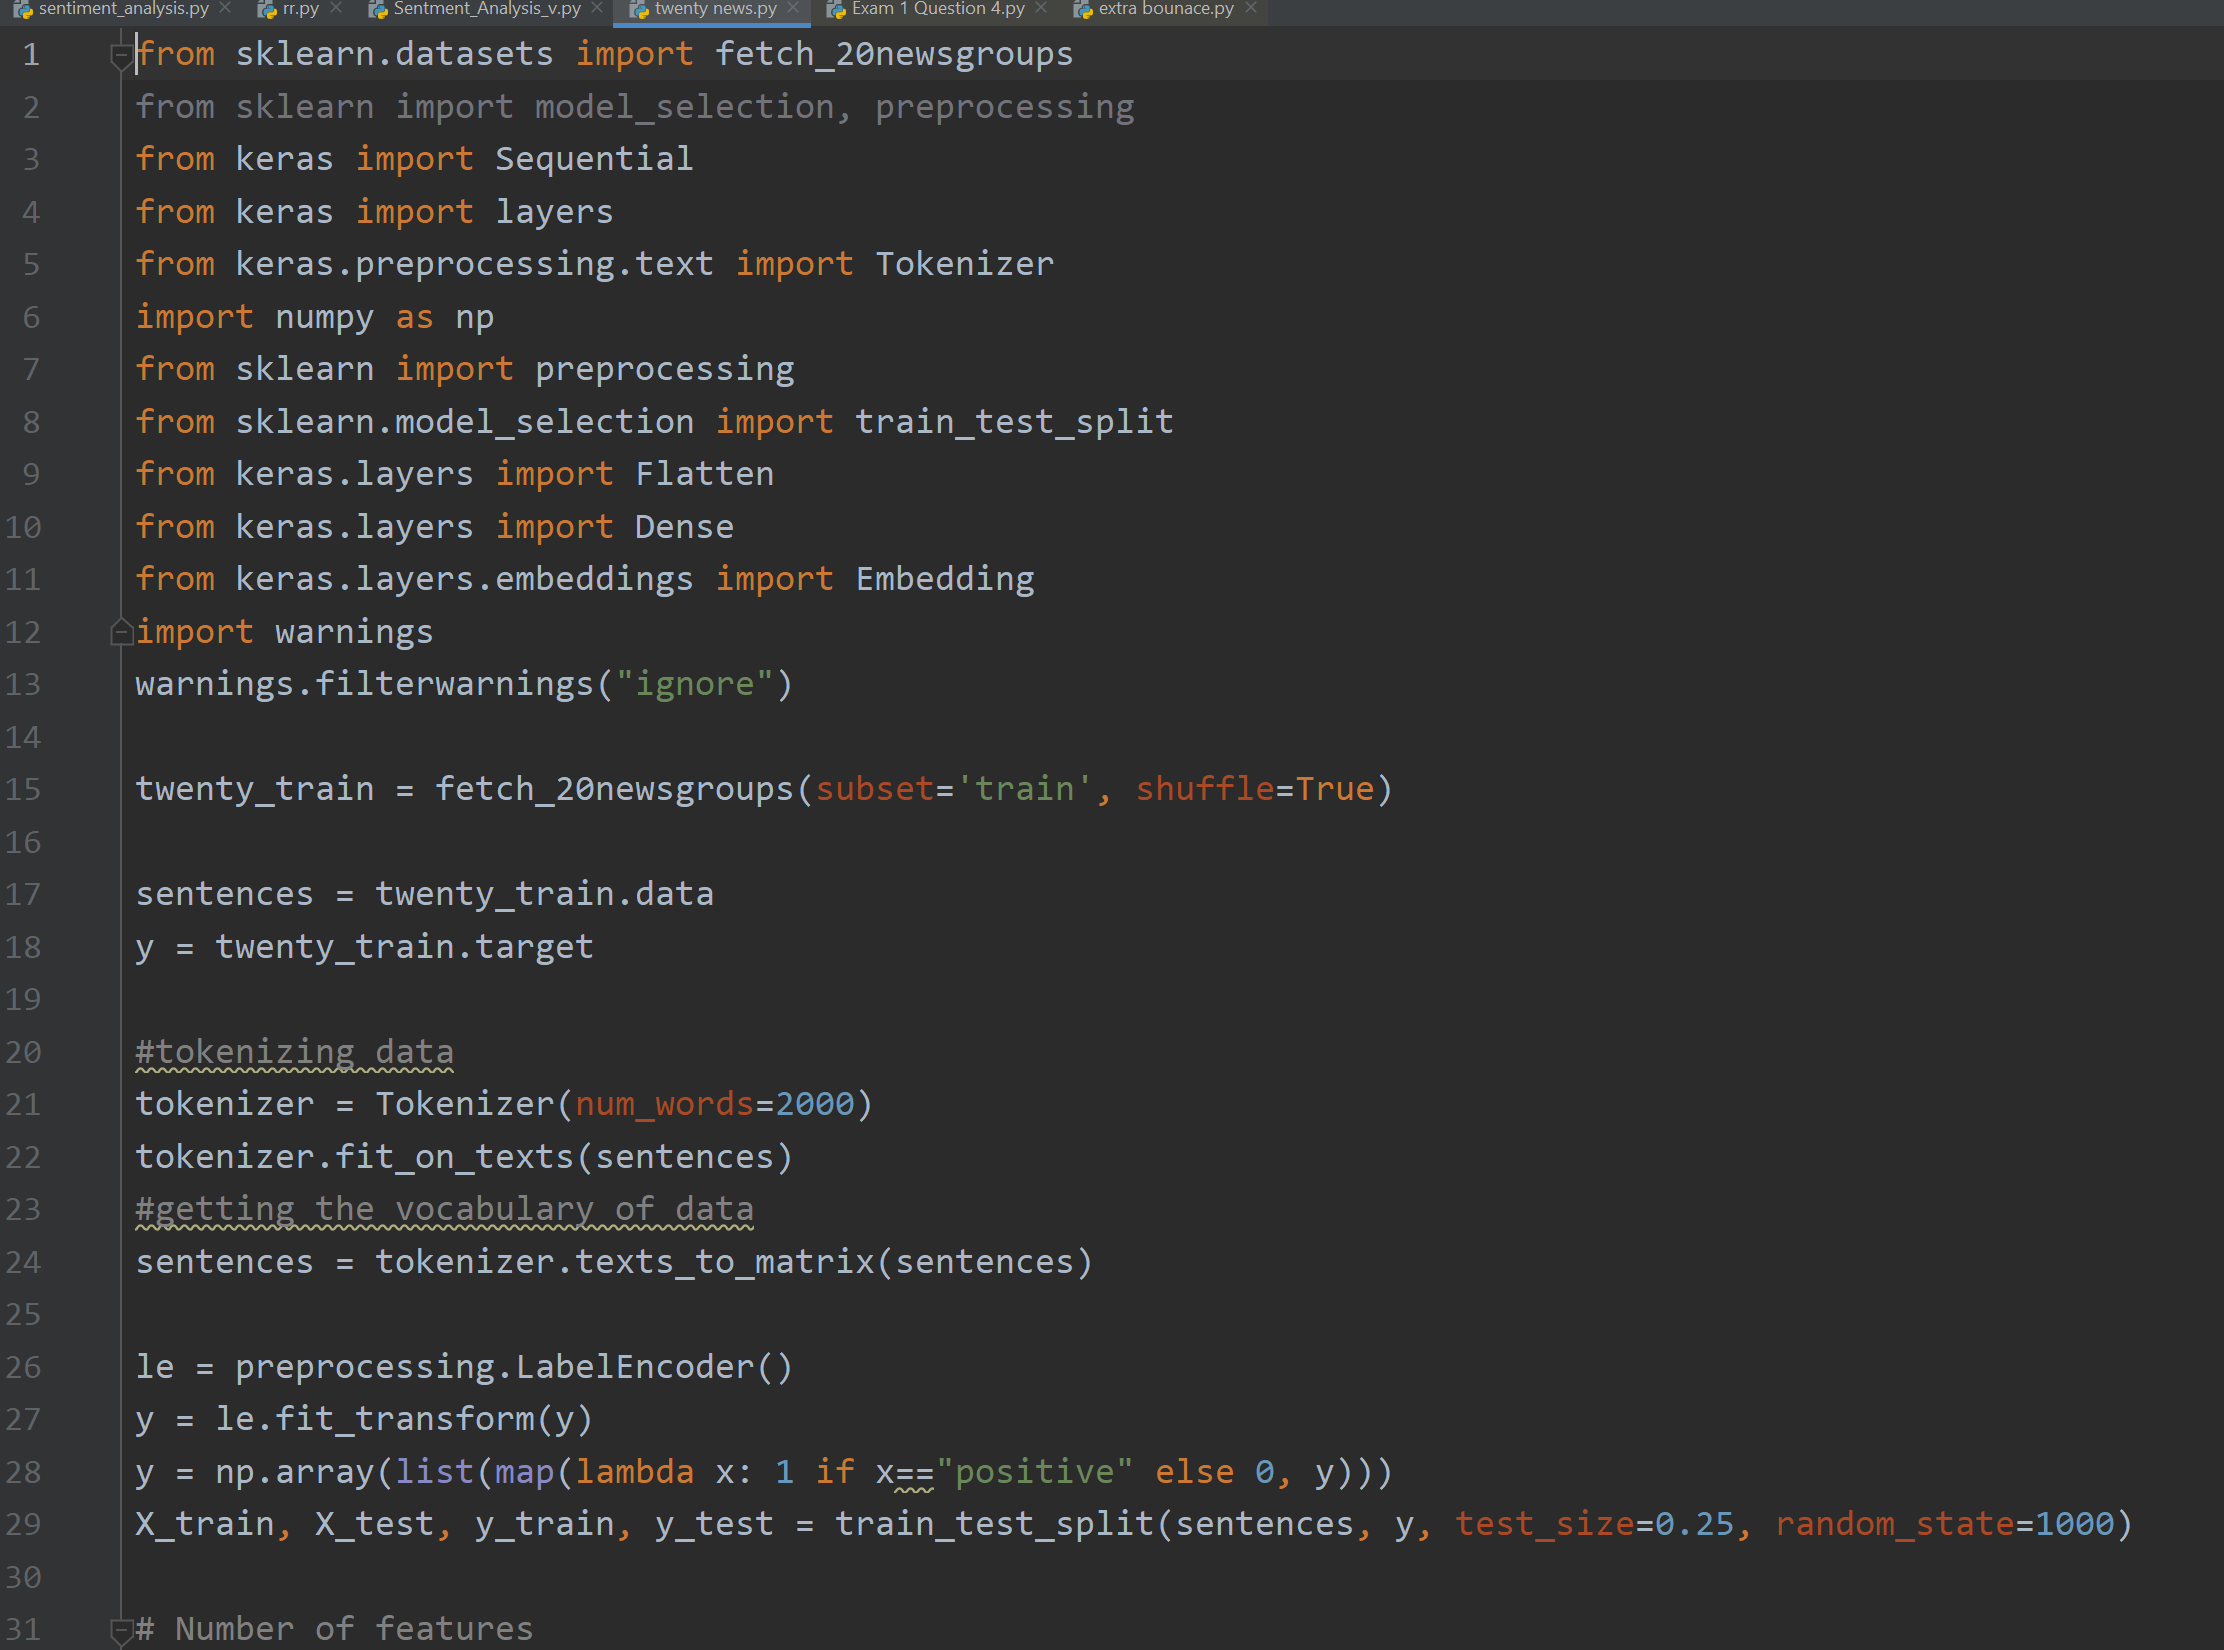 sentiment_analysis.py rr.py Sentment_Analysis_v.py twenty news.py Exam 1 Question 4.py extra bounace.py
1 from sklearn.datasets import fetch_20newsgroups
2 from sklearn import model_selection, preprocessing
3 from keras import Sequential
4 from keras import layers
5 from keras.preprocessing.text import Tokenizer
6 import numpy as np
7 from sklearn import preprocessing
8 from sklearn.model_selection import train_test_split
9 from keras.layers import Flatten
10 from keras.layers import Dense
11 from keras.layers.embeddings import Embedding
12 import warnings
13 warnings.filterwarnings("ignore")
14
15 twenty_train = fetch_20newsgroups(subset='train', shuffle=True)
16
17 sentences = twenty_train.data
18 y = twenty_train.target
19
20 #tokenizing data
21 tokenizer = Tokenizer(num_words=2000)
22 tokenizer.fit_on_texts(sentences)
23 #getting the vocabulary of data
24 sentences = tokenizer.texts_to_matrix(sentences)
25
26 le = preprocessing.LabelEncoder()
27 y = le.fit_transform(y)
28 y = np.array(list(map(lambda x: 1 if x=="positive" else 0, y)))
29 X_train, X_test, y_train, y_test = train_test_split(sentences, y, test_size=0.25, random_state=1000)
30
31 # Number of features